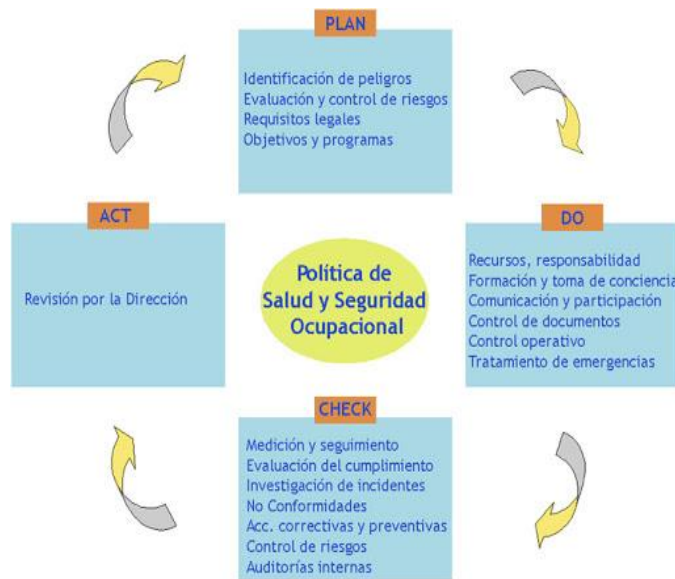 PLAN
Identificación de peligros
Evaluación y control de riesgos
Requisitos legales
Objetivos y programas
DO
Recursos, responsabilidad
Formación y toma de conciencia
Comunicación y participación
Control de documentos
Control operativo
Tratamiento de emergencias
CHECK
Medición y seguimiento
Evaluación del cumplimiento
Investigación de incidentes
No Conformidades
Acc. correctivas y preventivas
Control de riesgos
Auditorías internas
ACT
Revisión por la Dirección
Política de
Salud y Seguridad
Ocupacional